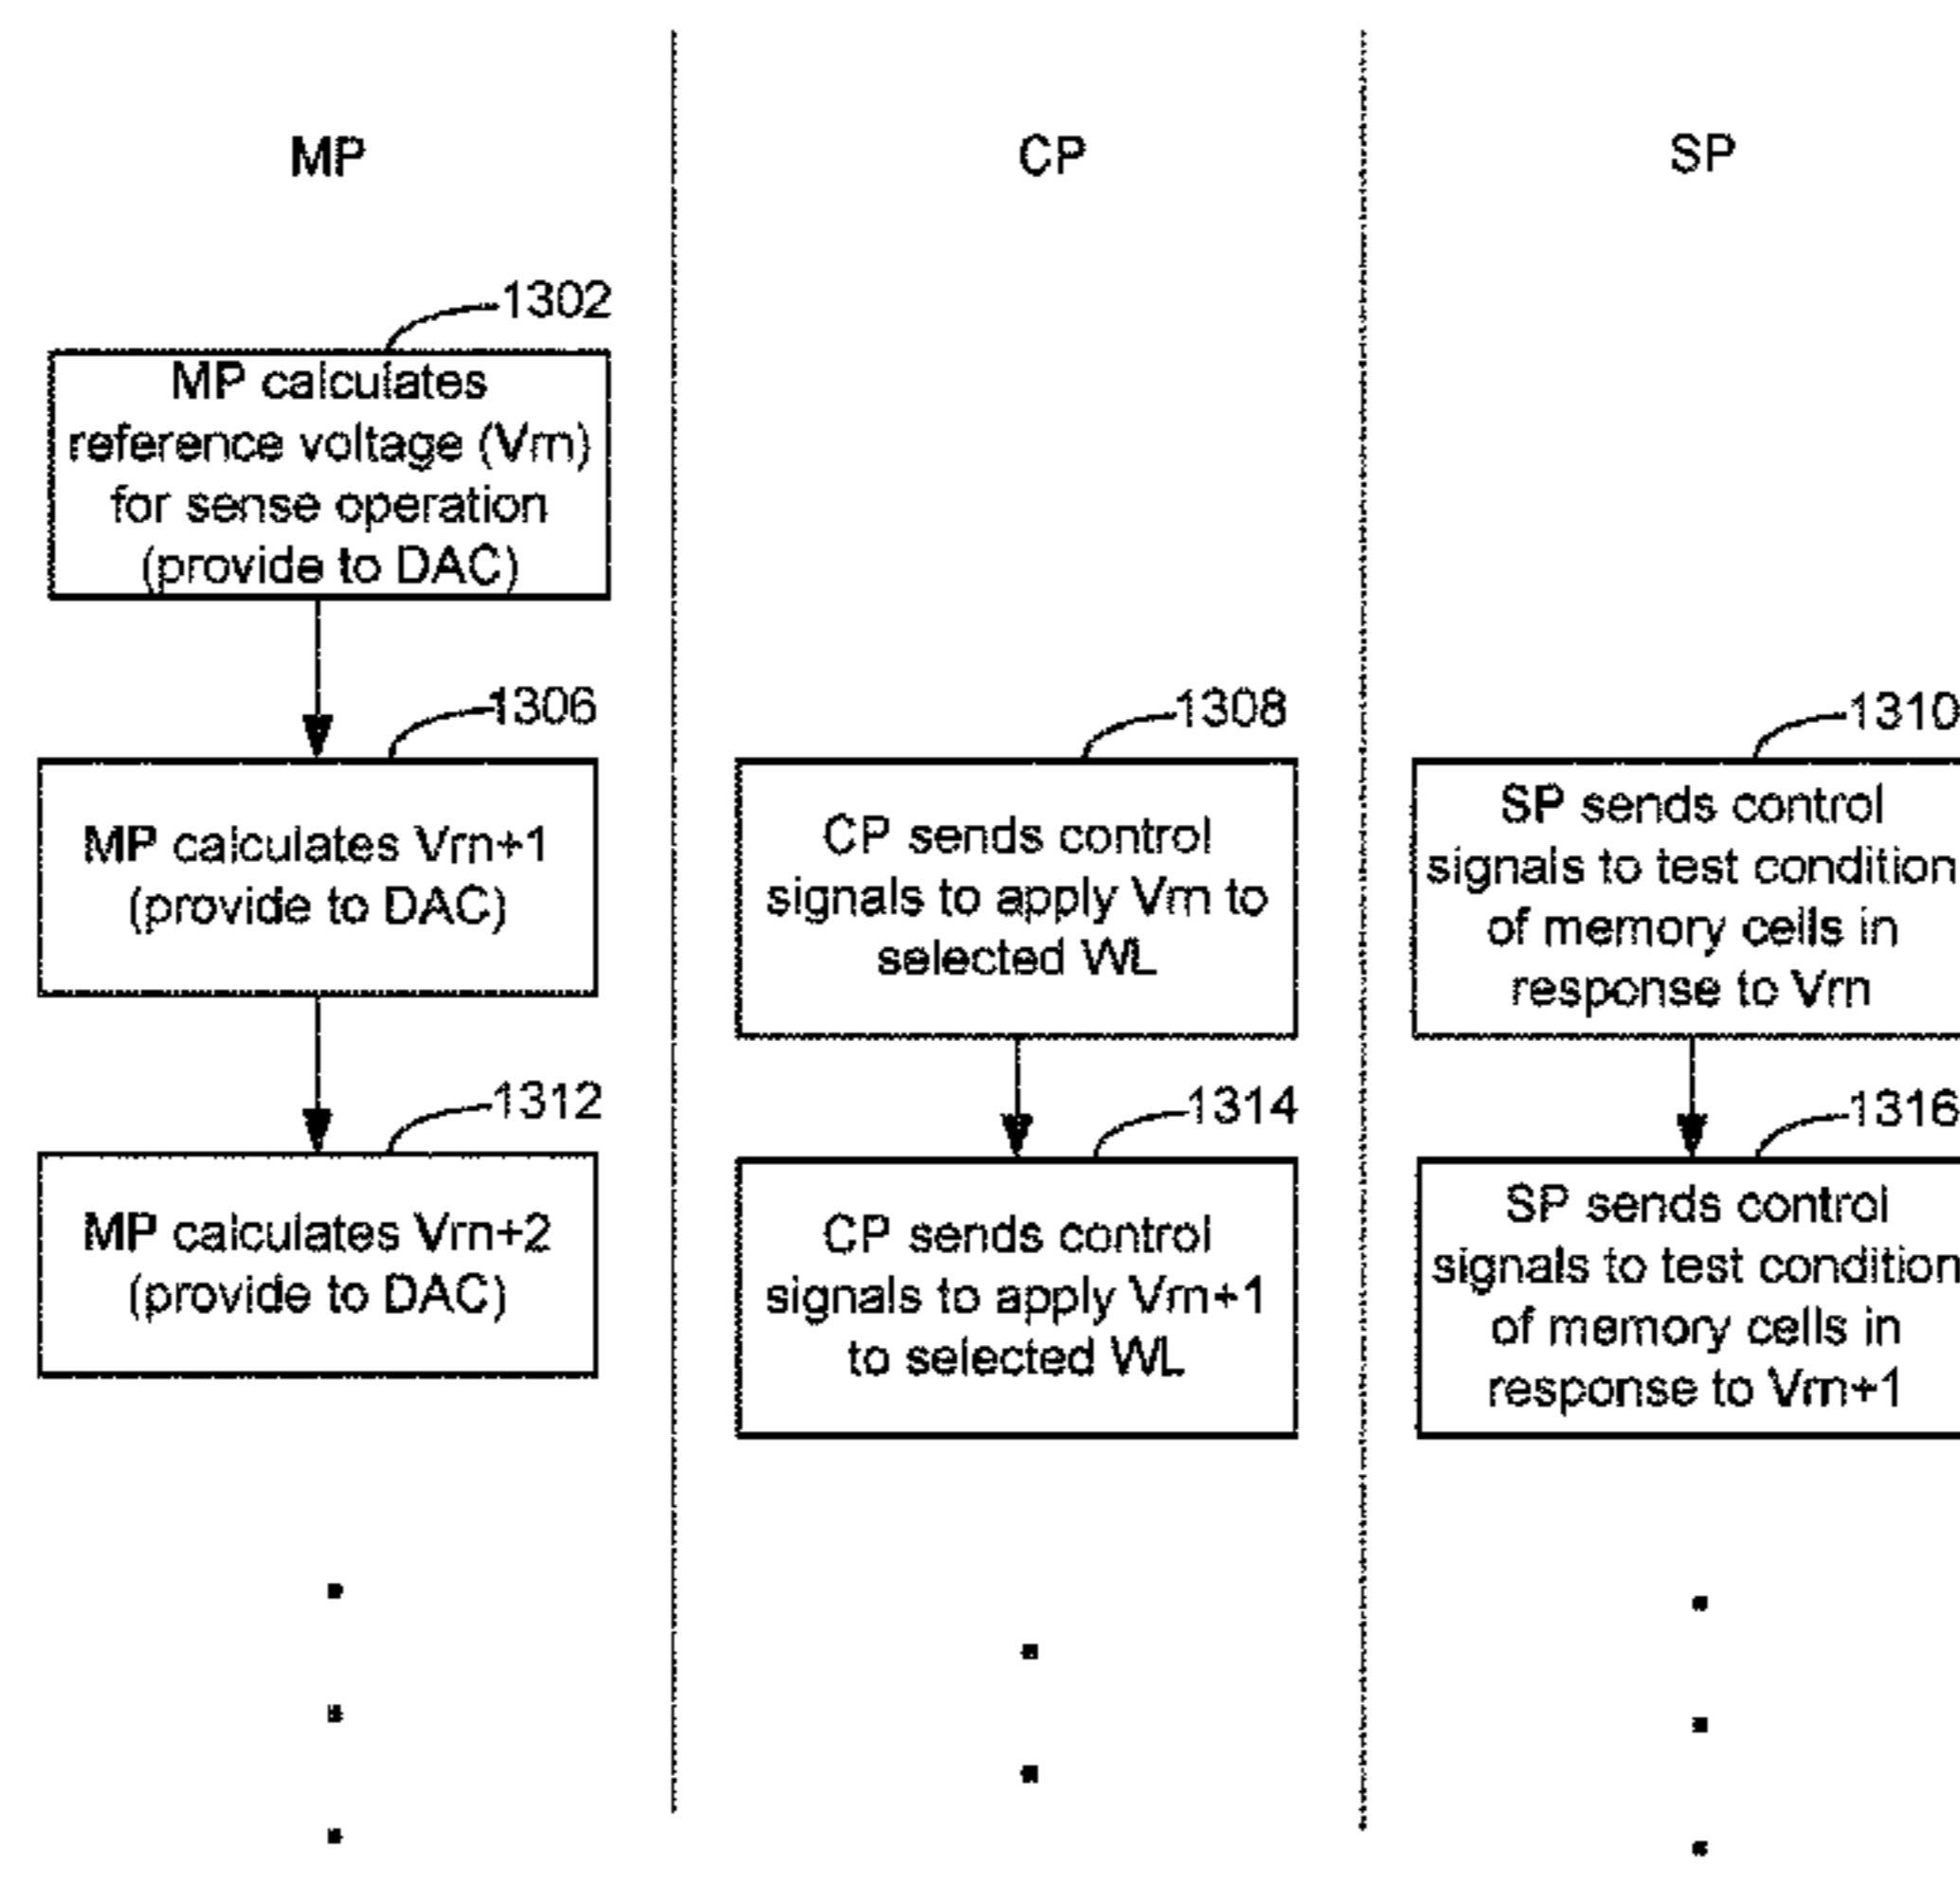 MP
CP
SP
1302
MP calculates
reference voltage (Vrn)
for sense operation
(provide to DAC)
1306
MP calculates Vrn+1
(provide to DAC)
1308
CP sends control
signals to apply Vrn to
selected WL
1310
SP sends control
signals to test condition
of memory cells in
response to Vrn
1312
MP calculates Vrn+2
(provide to DAC)
1314
CP sends control
signals to apply Vrn+1
to selected WL
1316
SP sends control
signals to test condition
of memory cells in
response to Vrn+1